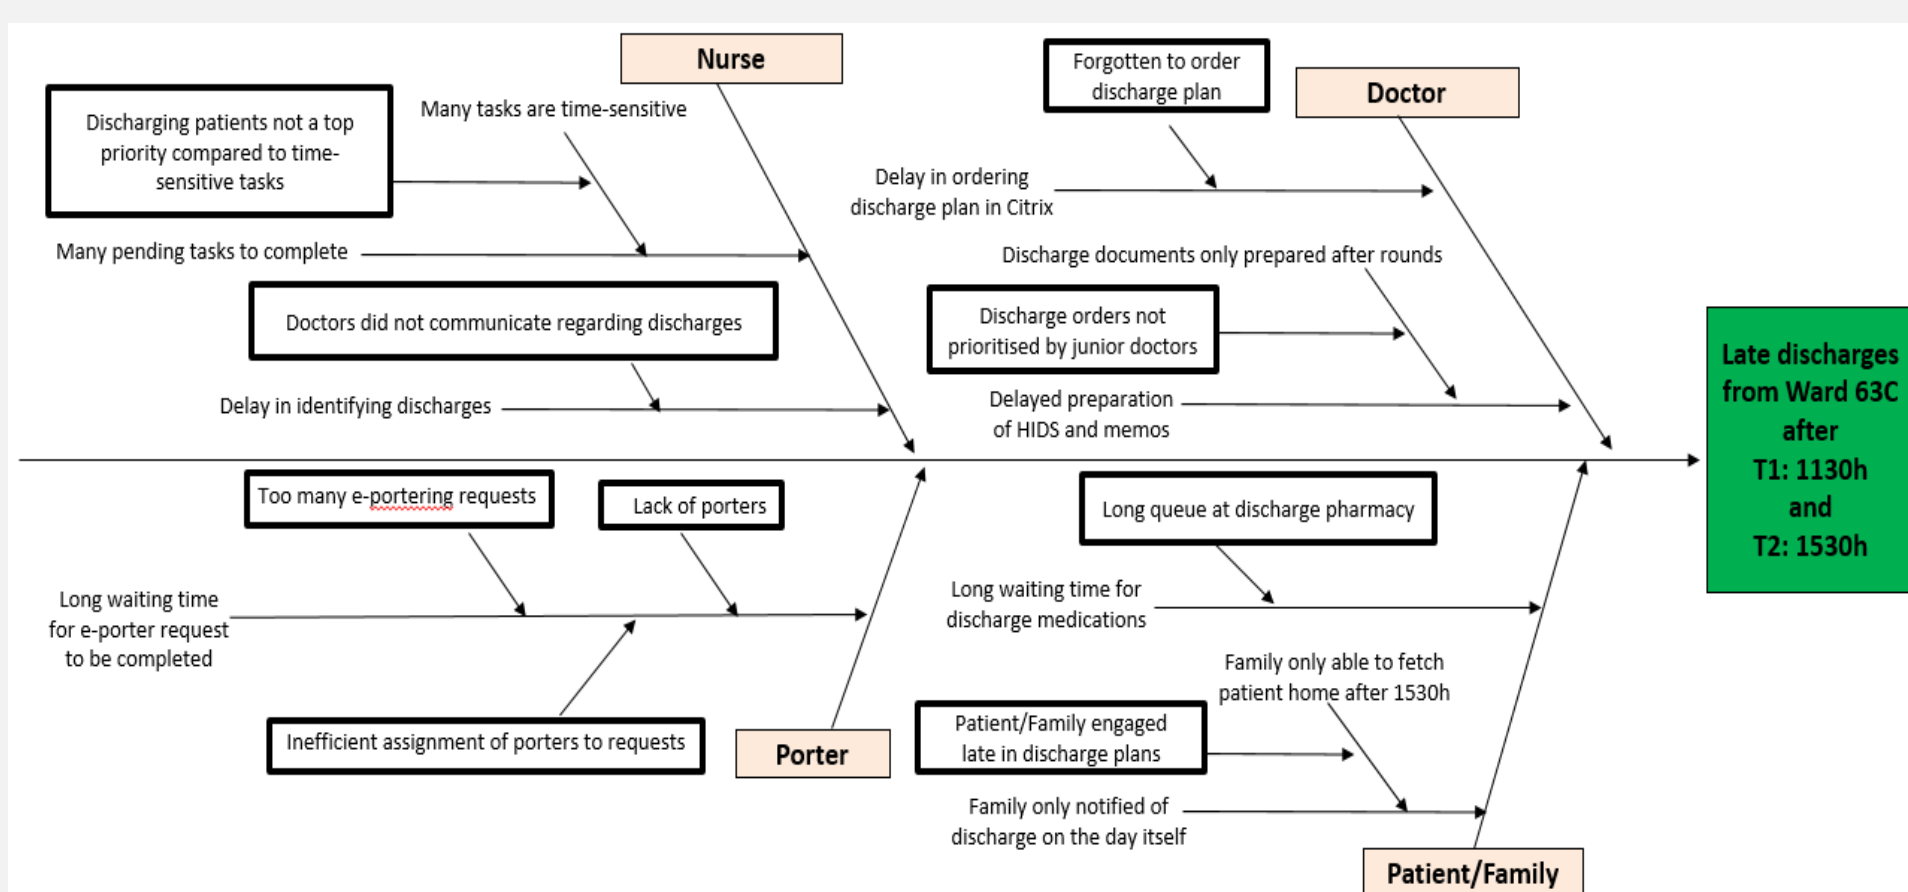 Nurse
Discharging patients not a top
priority compared to time-
sensitive tasks
Many tasks are time-sensitive
Many pending tasks to complete
Doctors did not communicate regarding discharges
Delay in identifying discharges
Forgotten to order
discharge plan
Doctor
Delay in ordering
discharge plan in Citrix
Discharge documents only prepared after rounds
Discharge orders not
prioritised by junior doctors
Delayed preparation
of HIDS and memos
Late discharges
from Ward 63C
after
T1: 1130h
and
T2: 1530h
Too many e-portering requests
Lack of porters
Long waiting time
for e-porter request
to be completed
Inefficient assignment of porters to requests
Porter
Long queue at discharge pharmacy
Long waiting time for
discharge medications
Family only able to fetch
patient home after 1530h
Patient/Family engaged
late in discharge plans
Family only notified of
discharge on the day itself
Patient/Family